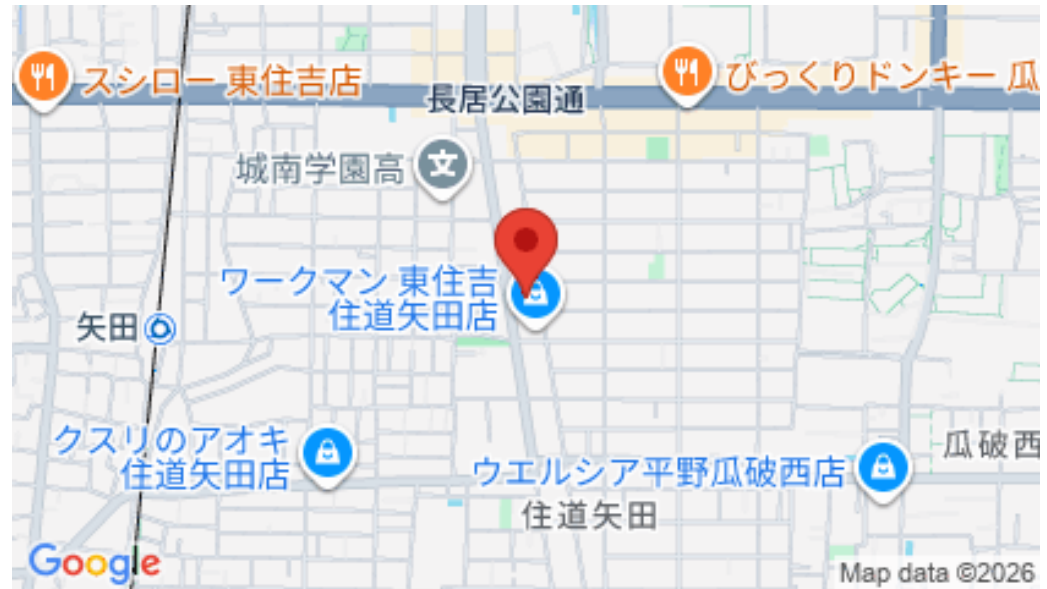 スシロー 東住吉店
びっくりドンキー 瓜
長居公園通
城南学園高
文
ワークマン 東住吉
住道矢田店
矢田
クスリのアオキ
住道矢田店
ウエルシア平野瓜破西店
瓜破西
住道矢田
Google
Map data ©2026